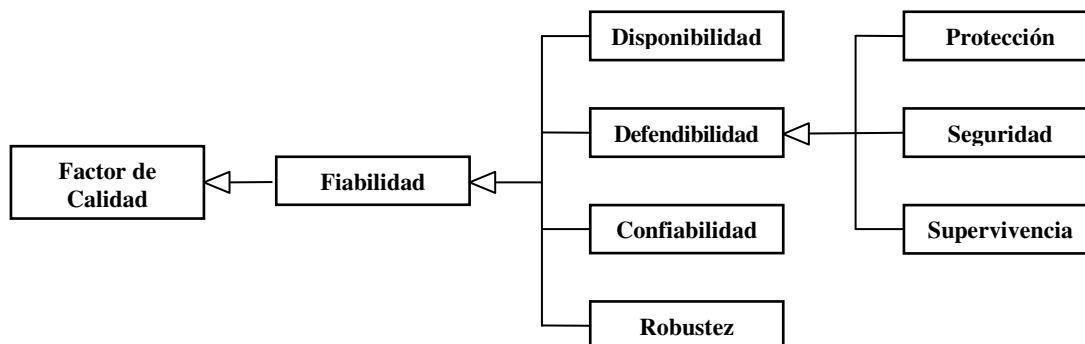 Disponibilidad
Protección
Defendibilidad
Seguridad
Factor de
Calidad
Fiabilidad
Confiabilidad
Supervivencia
Robustez